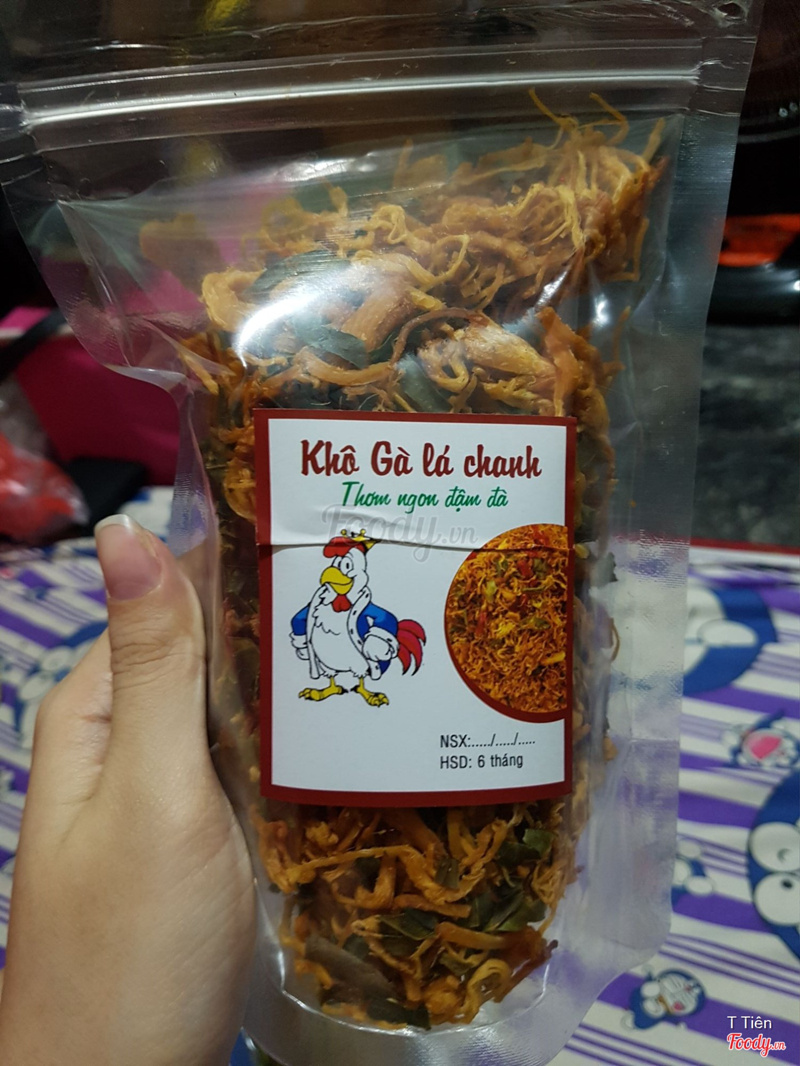 Khô Gà lá chanh
Thơm ngon đậm đà
Foody.vn
NSX:....../....../......
HSD: 6 tháng
T Tiên
Foody.vn